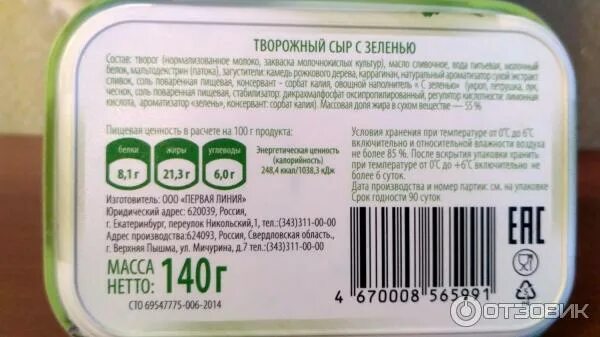 ТВОРОЖНЫЙ СЫР С ЗЕЛЕНЬЮ
Состав: творог (нормализованное молоко, закваска молочнокислых культур), масло сливочное, вода питьевая, молочный
белок, мальтодекстрин (патока), загустители: камедь рожкового дерева, каррагинан, натуральный ароматизатор сухой экстракт
сливок, соль поваренная пищевая, консервант - сорбат калия, овощной наполнитель « С зеленью» (укроп, петрушка, лук,
чеснок, соль поваренная пищевая, стабилизатор: дикрахмалфосфат оксипропилированный, регулятор кислотности: лимонная
кислота, ароматизатор «зелень», консервант: сорбат калия). Массовая доля жира в сухом веществе — 55 %
Пищевая ценность в расчете на 100 г продукта:
белки
8,1 г
жиры
21,3 г
углеводы
6,0 г
Энергетическая ценность
(калорийность)
248,4 ккал/1038,3 кДж
Изготовитель: ООО «ПЕРВАЯ ЛИНИЯ»
Юридический адрес: 620039, Россия,
г. Екатеринбург, переулок Никольский,1, тел.:(343)311-00-00
Адрес производства:624093, Россия, Свердловская область,
г. Верхняя Пышма, ул. Мичурина, д.7 тел.:(343)311-00-00
МАССА
НЕТТО: 140 г
СТО 69547775-006-2014
Условия хранения при температуре от 0˚С до 6˚С
включительно и относительной влажности воздуха
не более 85 %. После вскрытия упаковки хранить
при температуре от 0˚С до +6˚С включительно не
более 6 суток.
Дата производства и номер партии: см. на упаковке
Срок годности 90 суток
4 670008 565991
EAC
5
PP
ОТЗОВИК